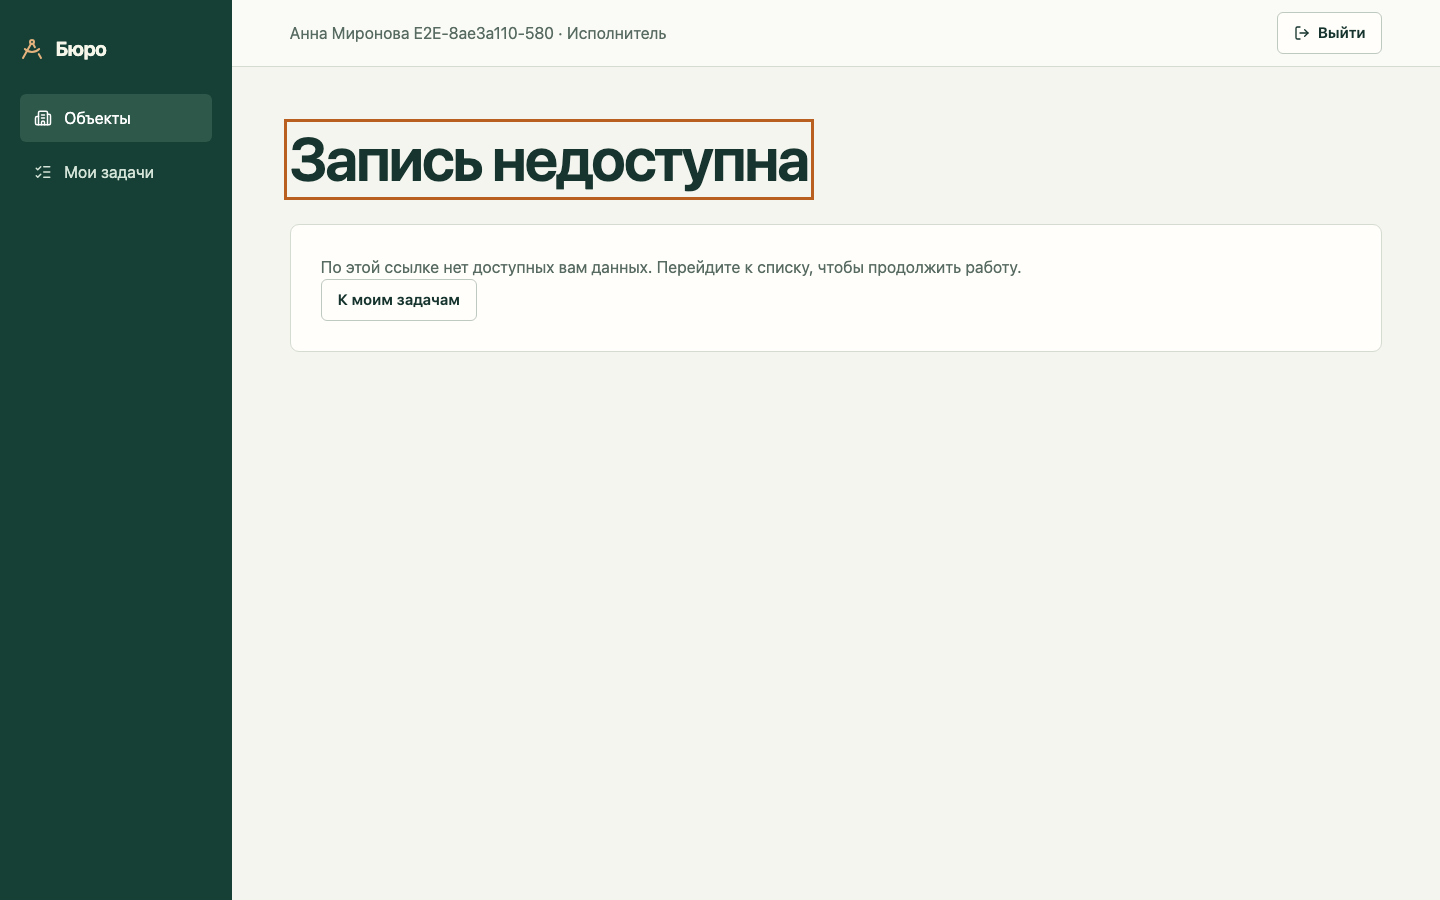 Бюро
Объекты
Мои задачи
Анна Миронова E2E-8ae3a110-580 · Исполнитель
Выйти
Запись недоступна
По этой ссылке нет доступных вам данных. Перейдите к списку, чтобы продолжить работу.
К моим задачам